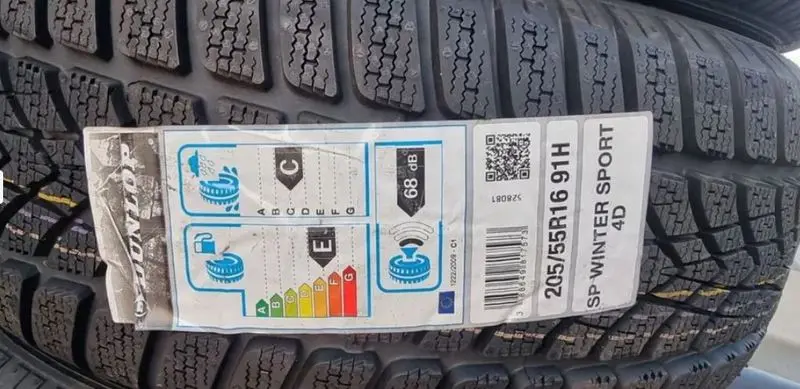 DUNLOP
C
A
B
C
D
E
F
G
E
A
B
C
D
E
F
G
68 dB
1222/2009 - C1
528081
205/55R16 91H
SP WINTER SPORT
4D